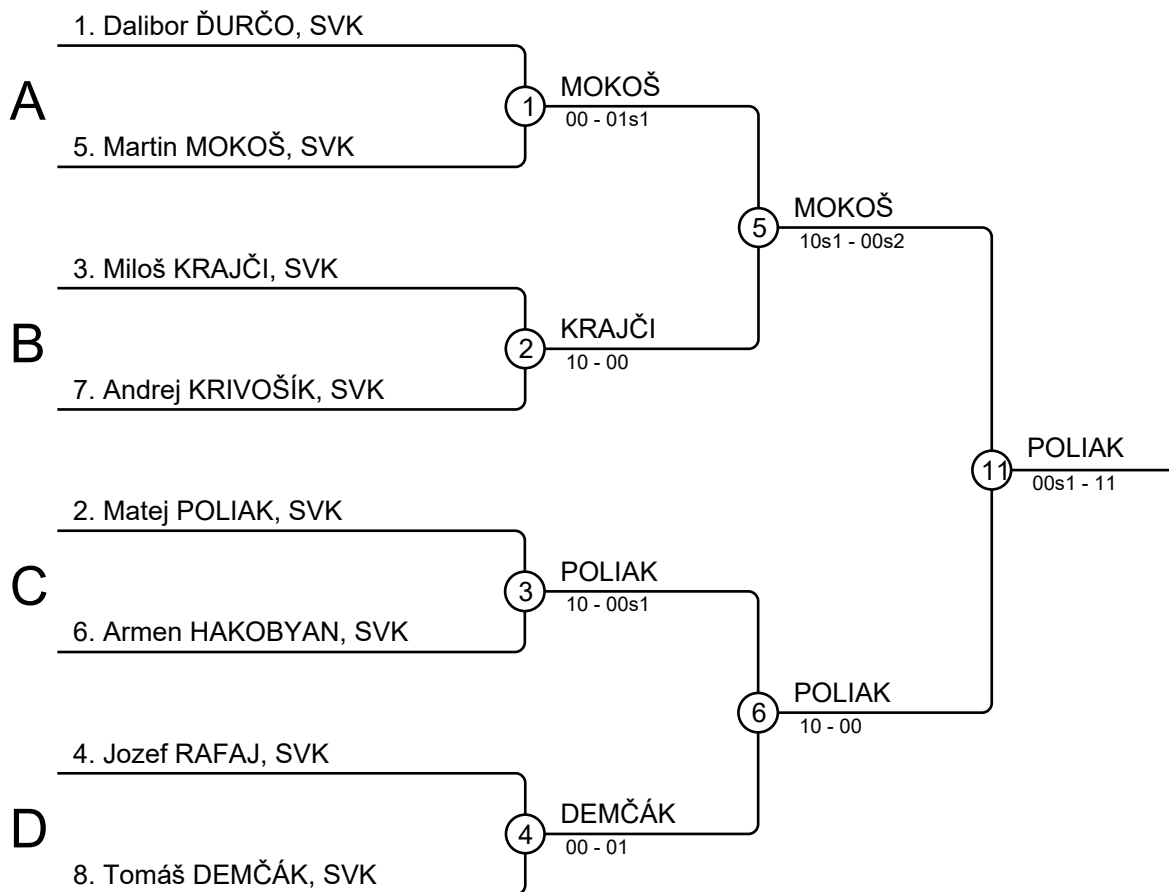 1. Dalibor ĎURČO, SVK
A
1
MOKOŠ
00 - 01s1
5. Martin MOKOŠ, SVK
5
MOKOŠ
10s1 - 00s2
3. Miloš KRAJČI, SVK
B
2
KRAJČI
10 - 00
7. Andrej KRIVOŠÍK, SVK
11
POLIAK
00s1 - 11
2. Matej POLIAK, SVK
C
3
POLIAK
10 - 00s1
6. Armen HAKOBYAN, SVK
6
POLIAK
10 - 00
4. Jozef RAFAJ, SVK
D
4
DEMČÁK
00 - 01
8. Tomáš DEMČÁK, SVK